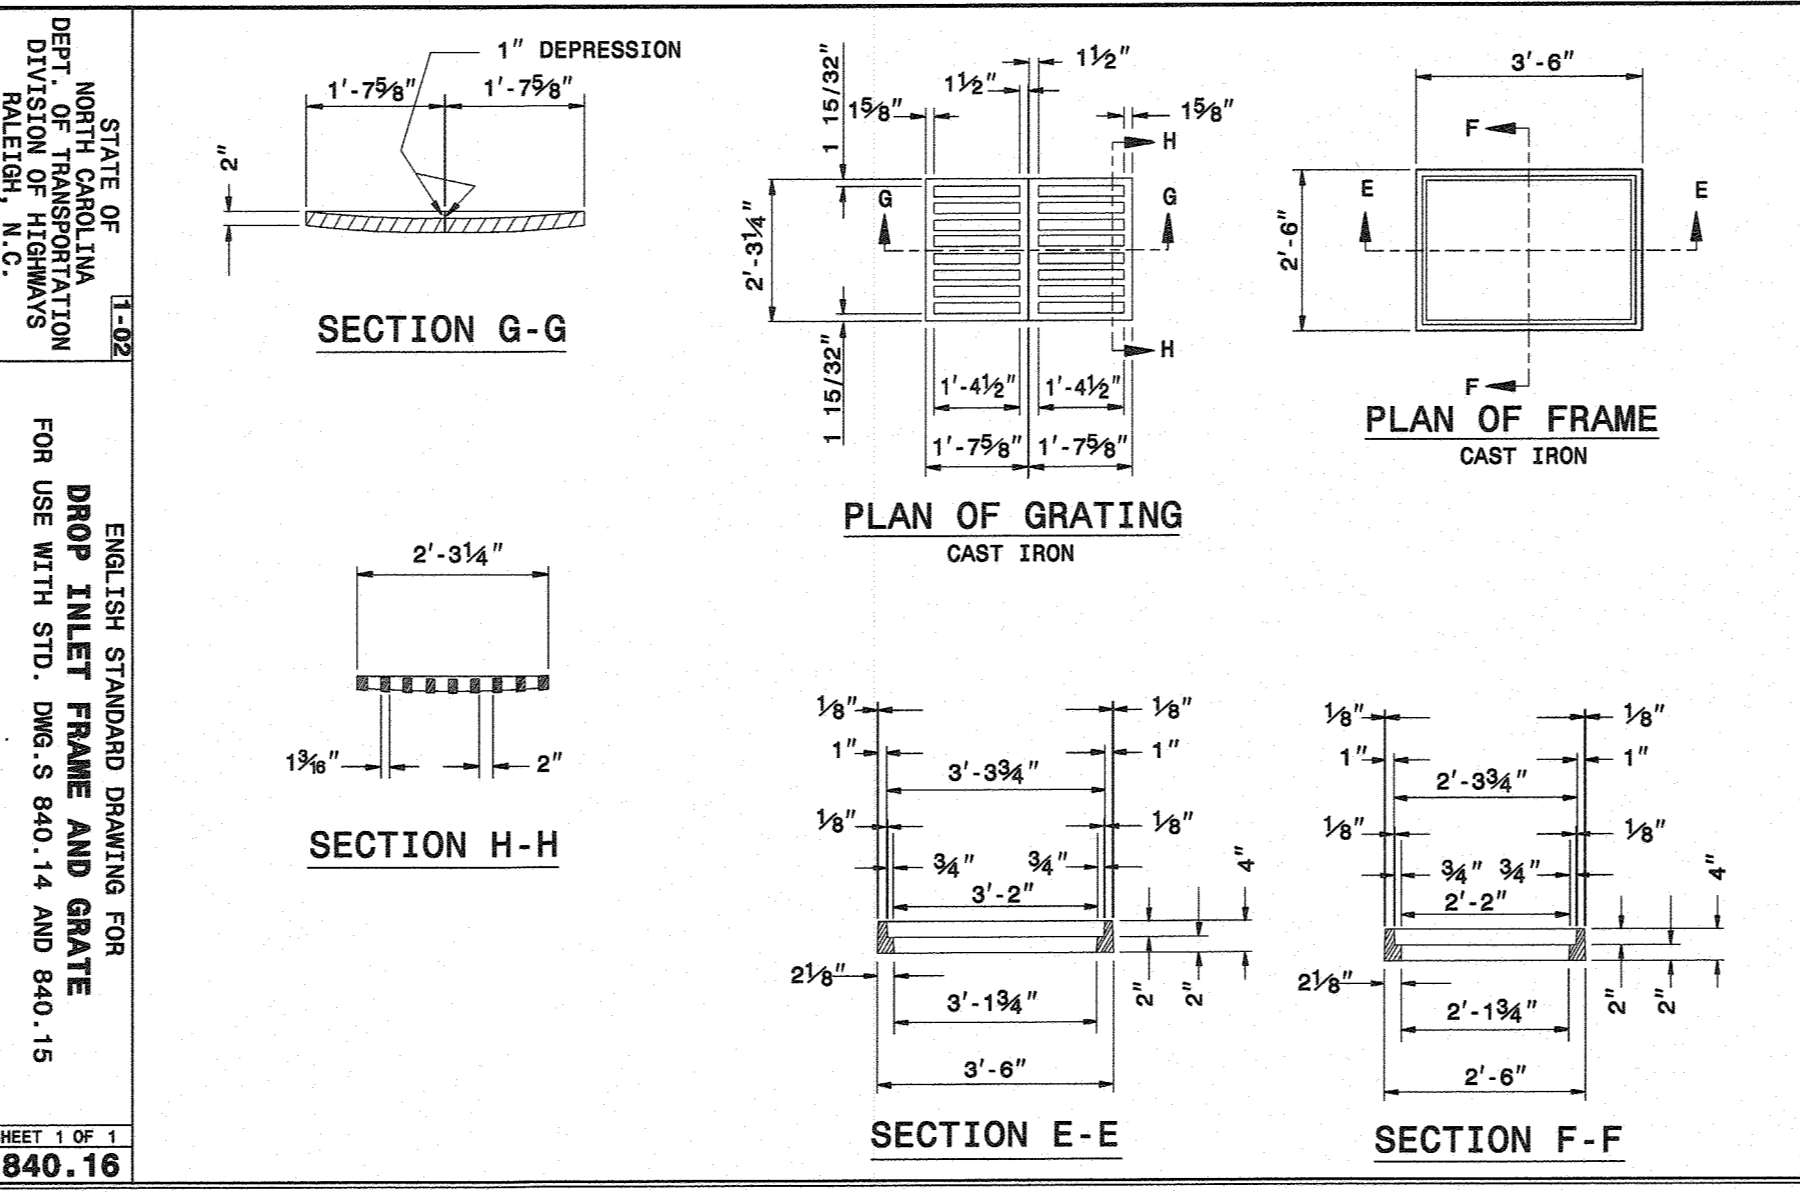 STATE OF
NORTH CAROLINA
DEPT. OF TRANSPORTATION
DIVISION OF HIGHWAYS
RALEIGH, N.C.
1-02
ENGLISH STANDARD DRAWING FOR
DROP INLET FRAME AND GRATE
FOR USE WITH STD. DWG.S 840.14 AND 840.15
HEET 1 OF 1
840.16
1" DEPRESSION
1'-7⅝" 1'-7⅝"
2"
SECTION G-G
1 15/32"
1½"
1½"
1⅝" 1⅝"
H
G G
2'-3¼"
H
1 15/32"
1'-4½" 1'-4½"
1'-7⅝" 1'-7⅝"
PLAN OF GRATING
CAST IRON
3'-6"
F
E E
2'-6"
F
PLAN OF FRAME
CAST IRON
2'-3¼"
1 3/16" 2"
SECTION H-H
⅛" ⅛"
1" 1"
3'-3¾"
⅛" ⅛"
¾" ¾"
3'-2"
4"
2⅛"
3'-1¾"
2" 2"
3'-6"
SECTION E-E
⅛" ⅛"
1" 1"
2'-3¾"
⅛" ⅛"
¾" ¾"
2'-2"
4"
2⅛"
2'-1¾"
2" 2"
2'-6"
SECTION F-F